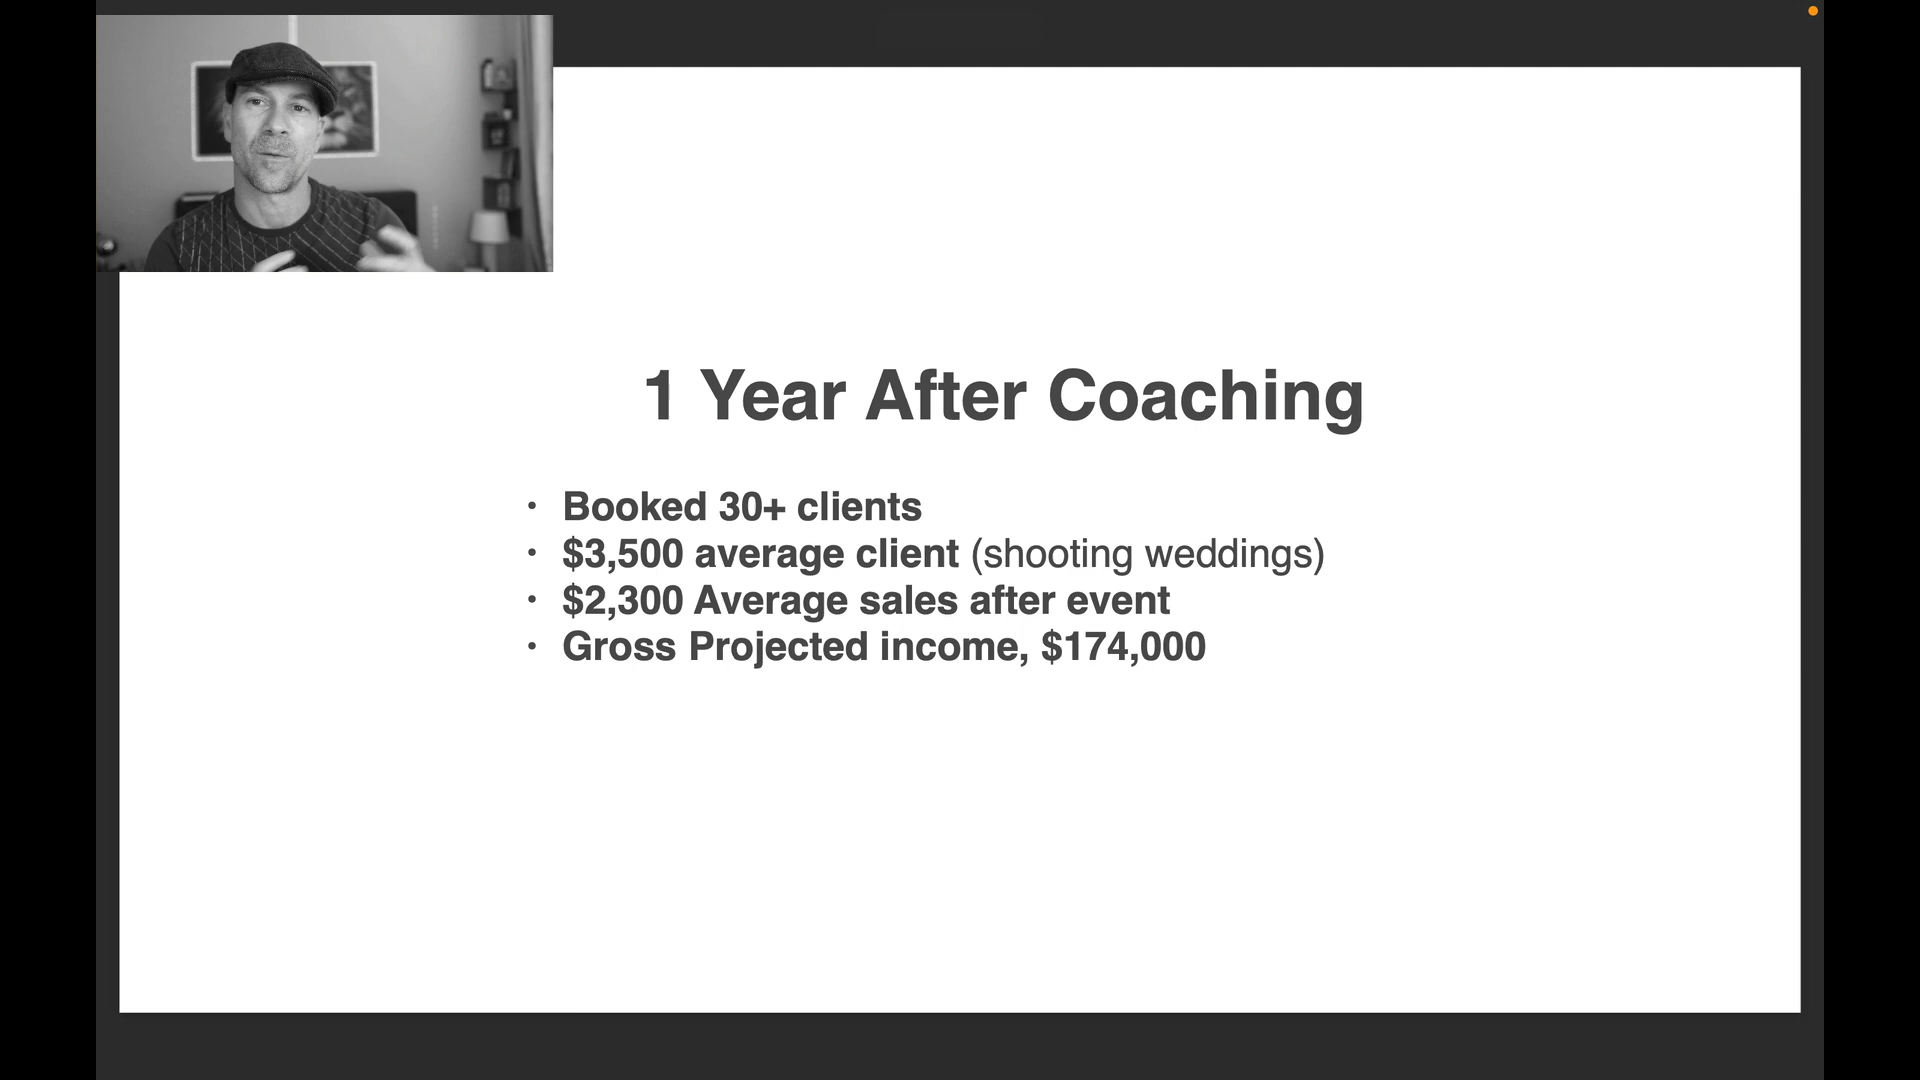 1 Year After Coaching
• Booked 30+ clients
• $3,500 average client (shooting weddings)
• $2,300 Average sales after event
• Gross Projected income, $174,000